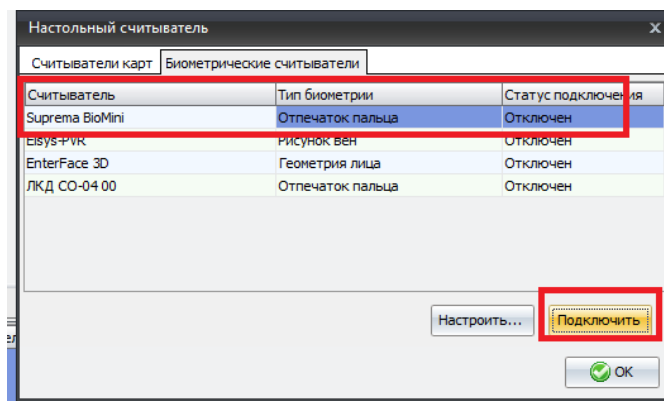 Настольный считыватель x
Считыватели карт Биометрические считыватели
Считыватель Тип биометрии Статус подключения
Suprema BioMini Отпечаток пальца Отключен
Elsys-PVR Рисунок вен Отключен
EnterFace 3D Геометрия лица Отключен
ЛКД СО-04 00 Отпечаток пальца Отключен
Настроить... Подключить
OK